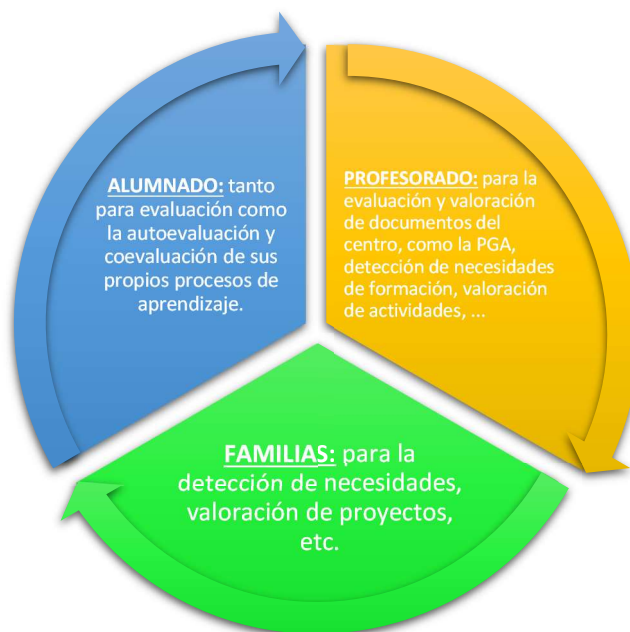 ALUMNADO: tanto
para evaluación como
la autoevaluación y
coevaluación de sus
propios procesos de
aprendizaje.
PROFESORADO: para la
evaluación y valoración
de documentos del
centro, como la PGA,
detección de necesidades
de formación, valoración
de actividades, ...
FAMILIAS: para la
detección de necesidades,
valoración de proyectos,
etc.